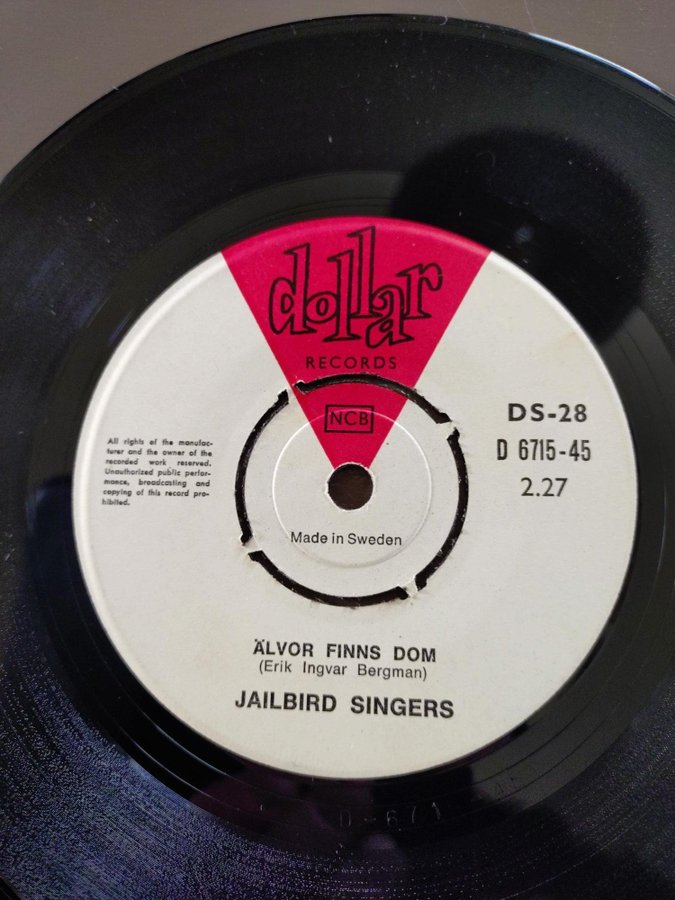 dollar
RECORDS
NCB
DS-28
D 6715-45
2.27
All rights of the manufac-
turer and the owner of the
recorded work reserved.
Unauthorized public perfor-
mance, broadcasting and
copying of this record pro-
hibited.
Made in Sweden
ÄLVOR FINNS DOM
(Erik Ingvar Bergman)
JAILBIRD SINGERS